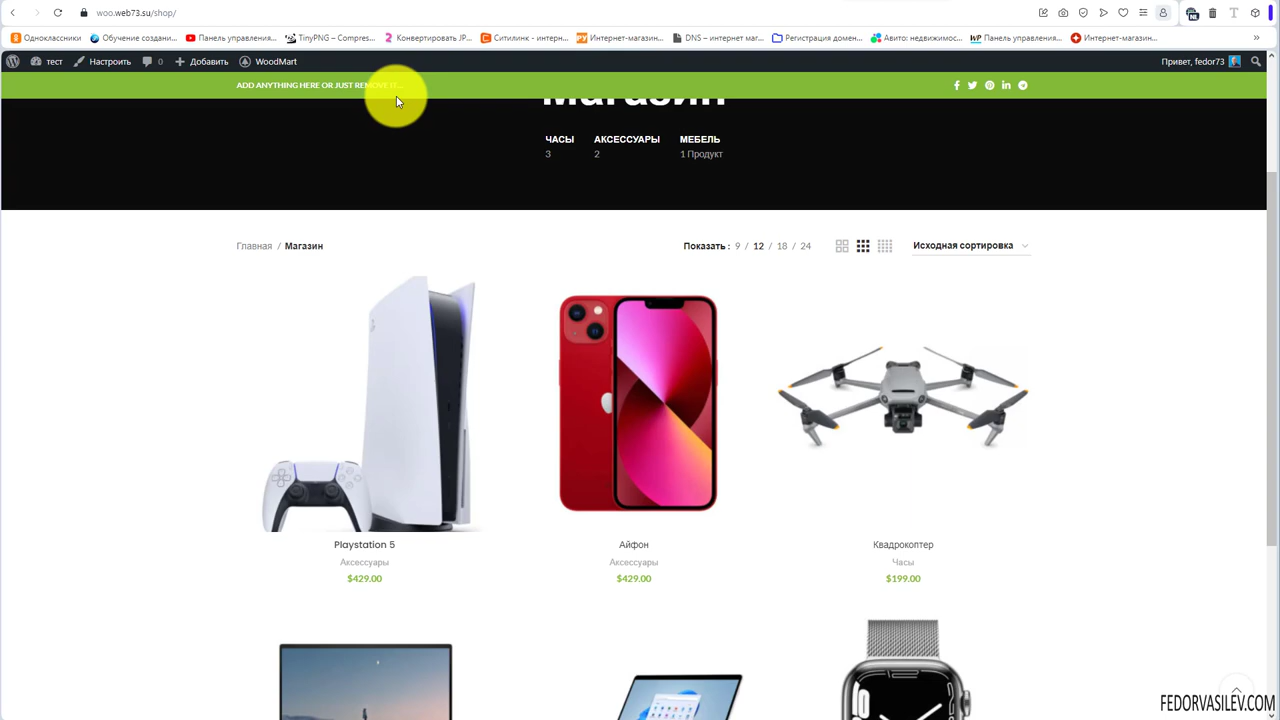 woo.web73.su/shop/
Одноклассники Обучение создани... Панель управления... TinyPNG – Compres... Конвертировать JP... Ситилинк - интерн... Интернет-магазин... DNS – интернет маг... Регистрация домен... Авито: недвижимос... Панель управления... Интернет-магазин...
тест Настроить 0 Добавить WoodMart Привет, fedor73
ADD ANYTHING HERE OR JUST REMOVE IT...
Магазин
ЧАСЫ АКСЕССУАРЫ МЕБЕЛЬ
3 2 1 Продукт
Главная / Магазин Показать : 9 / 12 / 18 / 24 Исходная сортировка
Playstation 5 Айфон Квадрокоптер
Аксессуары Аксессуары Часы
$429.00 $429.00 $199.00
FEDORVASILEV.COM